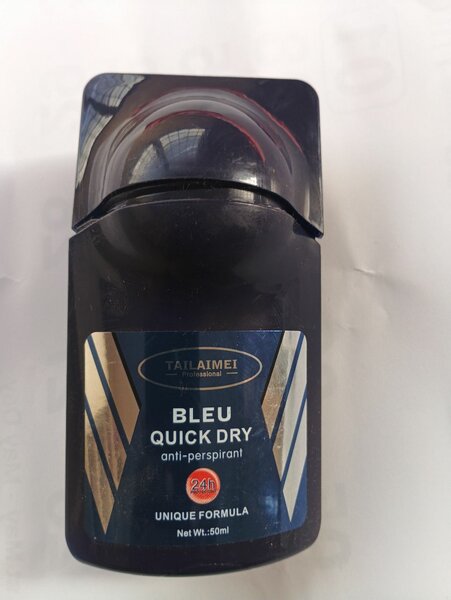 TAILAIMEI
Professional
BLEU
QUICK DRY
anti-perspirant
24h
UNIQUE FORMULA
Net Wt.:50ml